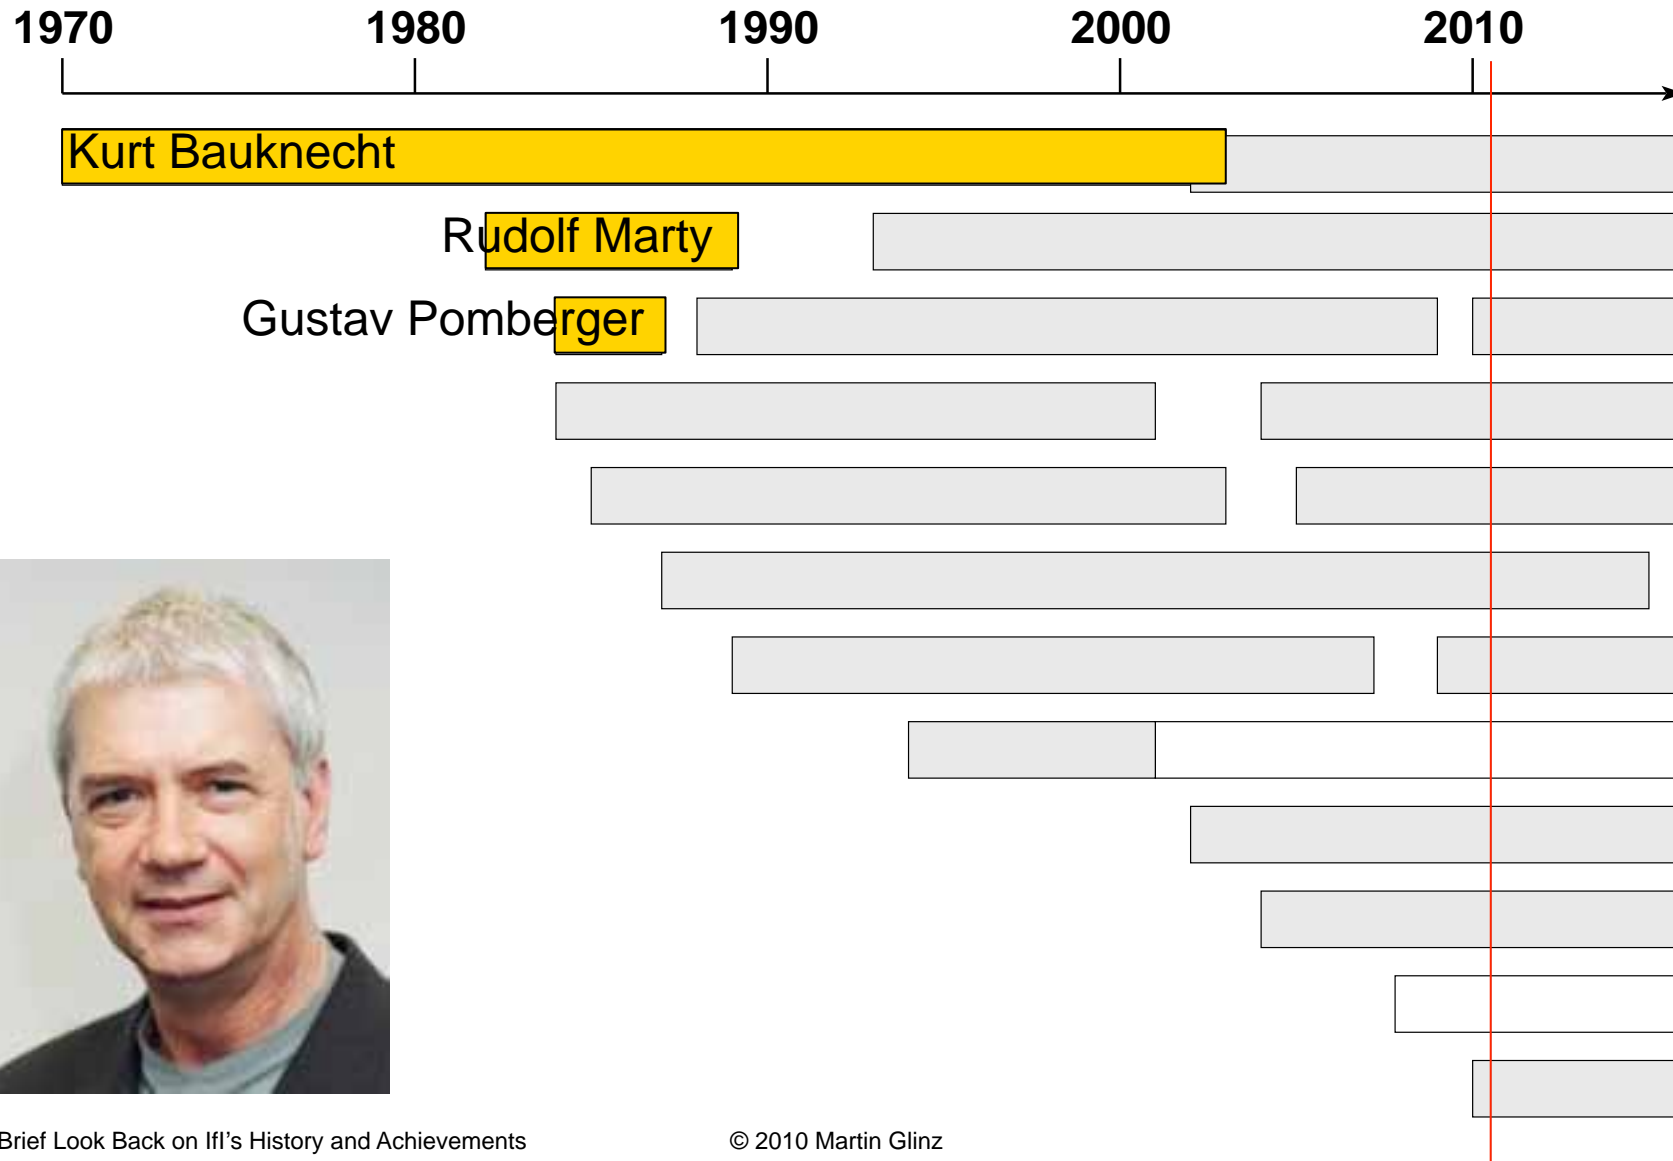 1970 1980 1990 2000 2010
Kurt Bauknecht
Rudolf Marty
Gustav Pomberger
Brief Look Back on IfI's History and Achievements © 2010 Martin Glinz